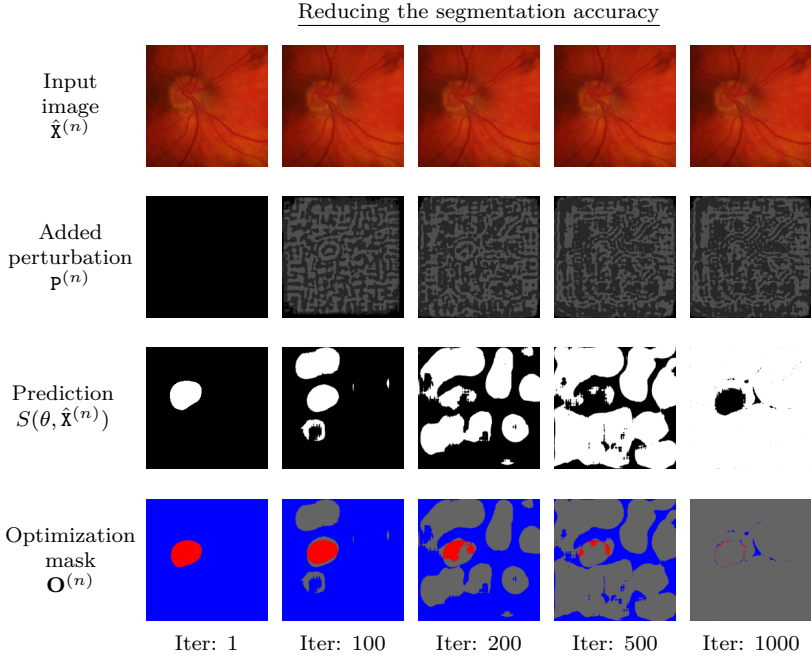 Reducing the segmentation accuracy
Input
image
X̂⁽ⁿ⁾
Added
perturbation
P⁽ⁿ⁾
Prediction
S(θ, X̂⁽ⁿ⁾)
Optimization
mask
O⁽ⁿ⁾
Iter: 1 Iter: 100 Iter: 200 Iter: 500 Iter: 1000